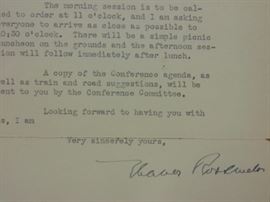 The morning session is to be cal-
ed to order at 11 o'clock, and I am asking
everyone to arrive as close as possible to
0:30 o'clock. There will be a simple picnic
uncheon on the grounds and the afternoon ses-
ion will follow immediately after lunch.
A copy of the Conference agenda, as
ell as train and road suggestions, will be
ent to you by the Conference Committee.
Looking forward to having you with
s, I am
Very sincerely yours,
Eleanor Roosevelt